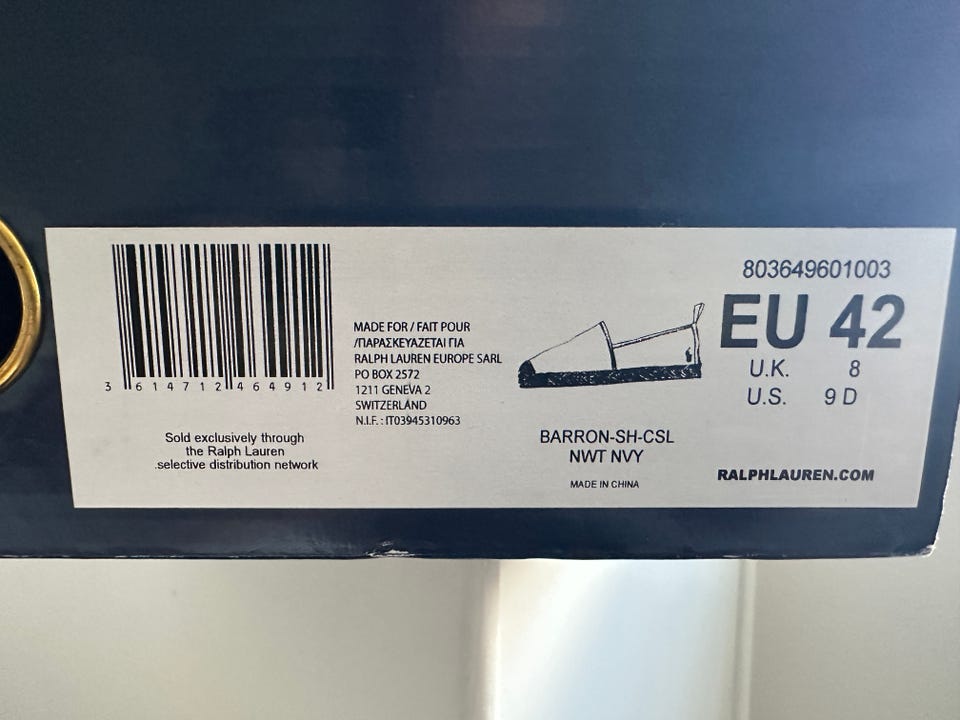 3 614712 464912
Sold exclusively through
the Ralph Lauren
.selective distribution network
MADE FOR / FAIT POUR
/ΠΑΡΑΣΚΕΥΑΖΕΤΑΙ ΓΙΑ
RALPH LAUREN EUROPE SARL
PO BOX 2572
1211 GENEVA 2
SWITZERLAND
N.I.F. : IT03945310963
BARRON-SH-CSL
NWT NVY
MADE IN CHINA
803649601003
EU 42
U.K. 8
U.S. 9 D
RALPHLAUREN.COM